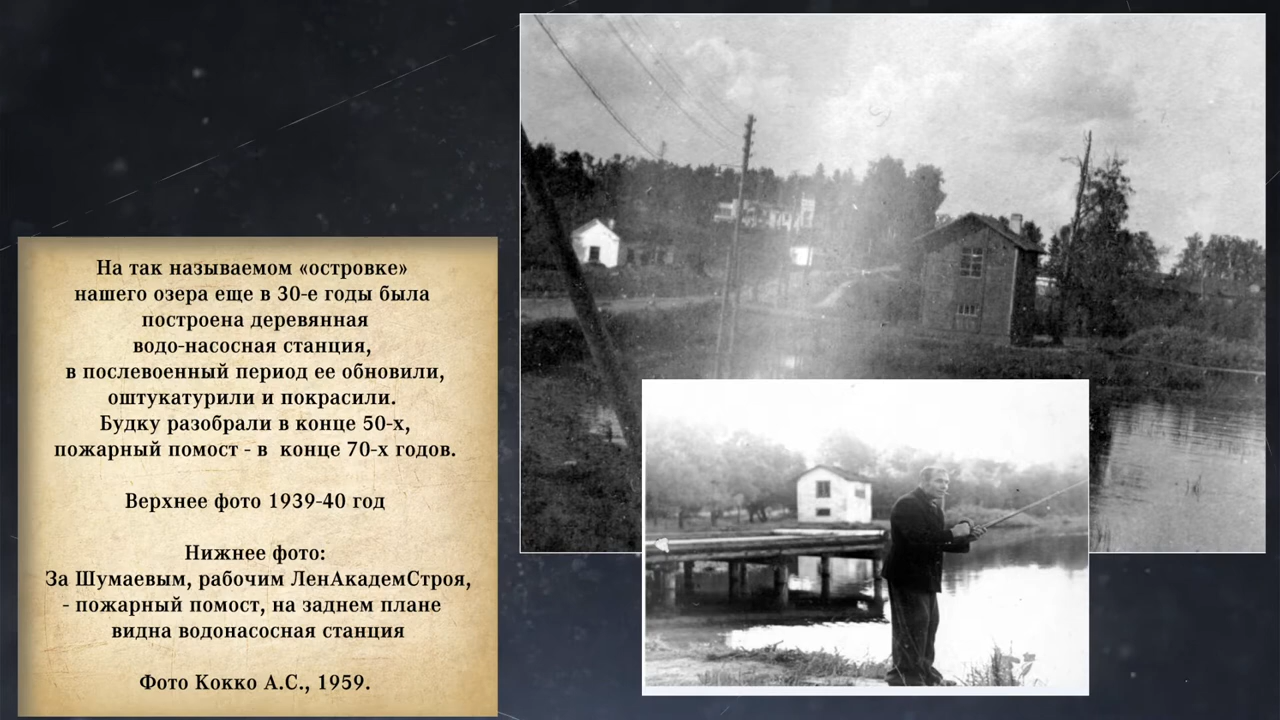 На так называемом «островке»
нашего озера еще в 30-е годы была
построена деревянная
водо-насосная станция,
в послевоенный период ее обновили,
оштукатурили и покрасили.
Будку разобрали в конце 50-х,
пожарный помост - в  конце 70-х годов.
Верхнее фото 1939-40 год
Нижнее фото:
За Шумаевым, рабочим ЛенАкадемСтроя,
- пожарный помост, на заднем плане
видна водонасосная станция
Фото Кокко А.С., 1959.